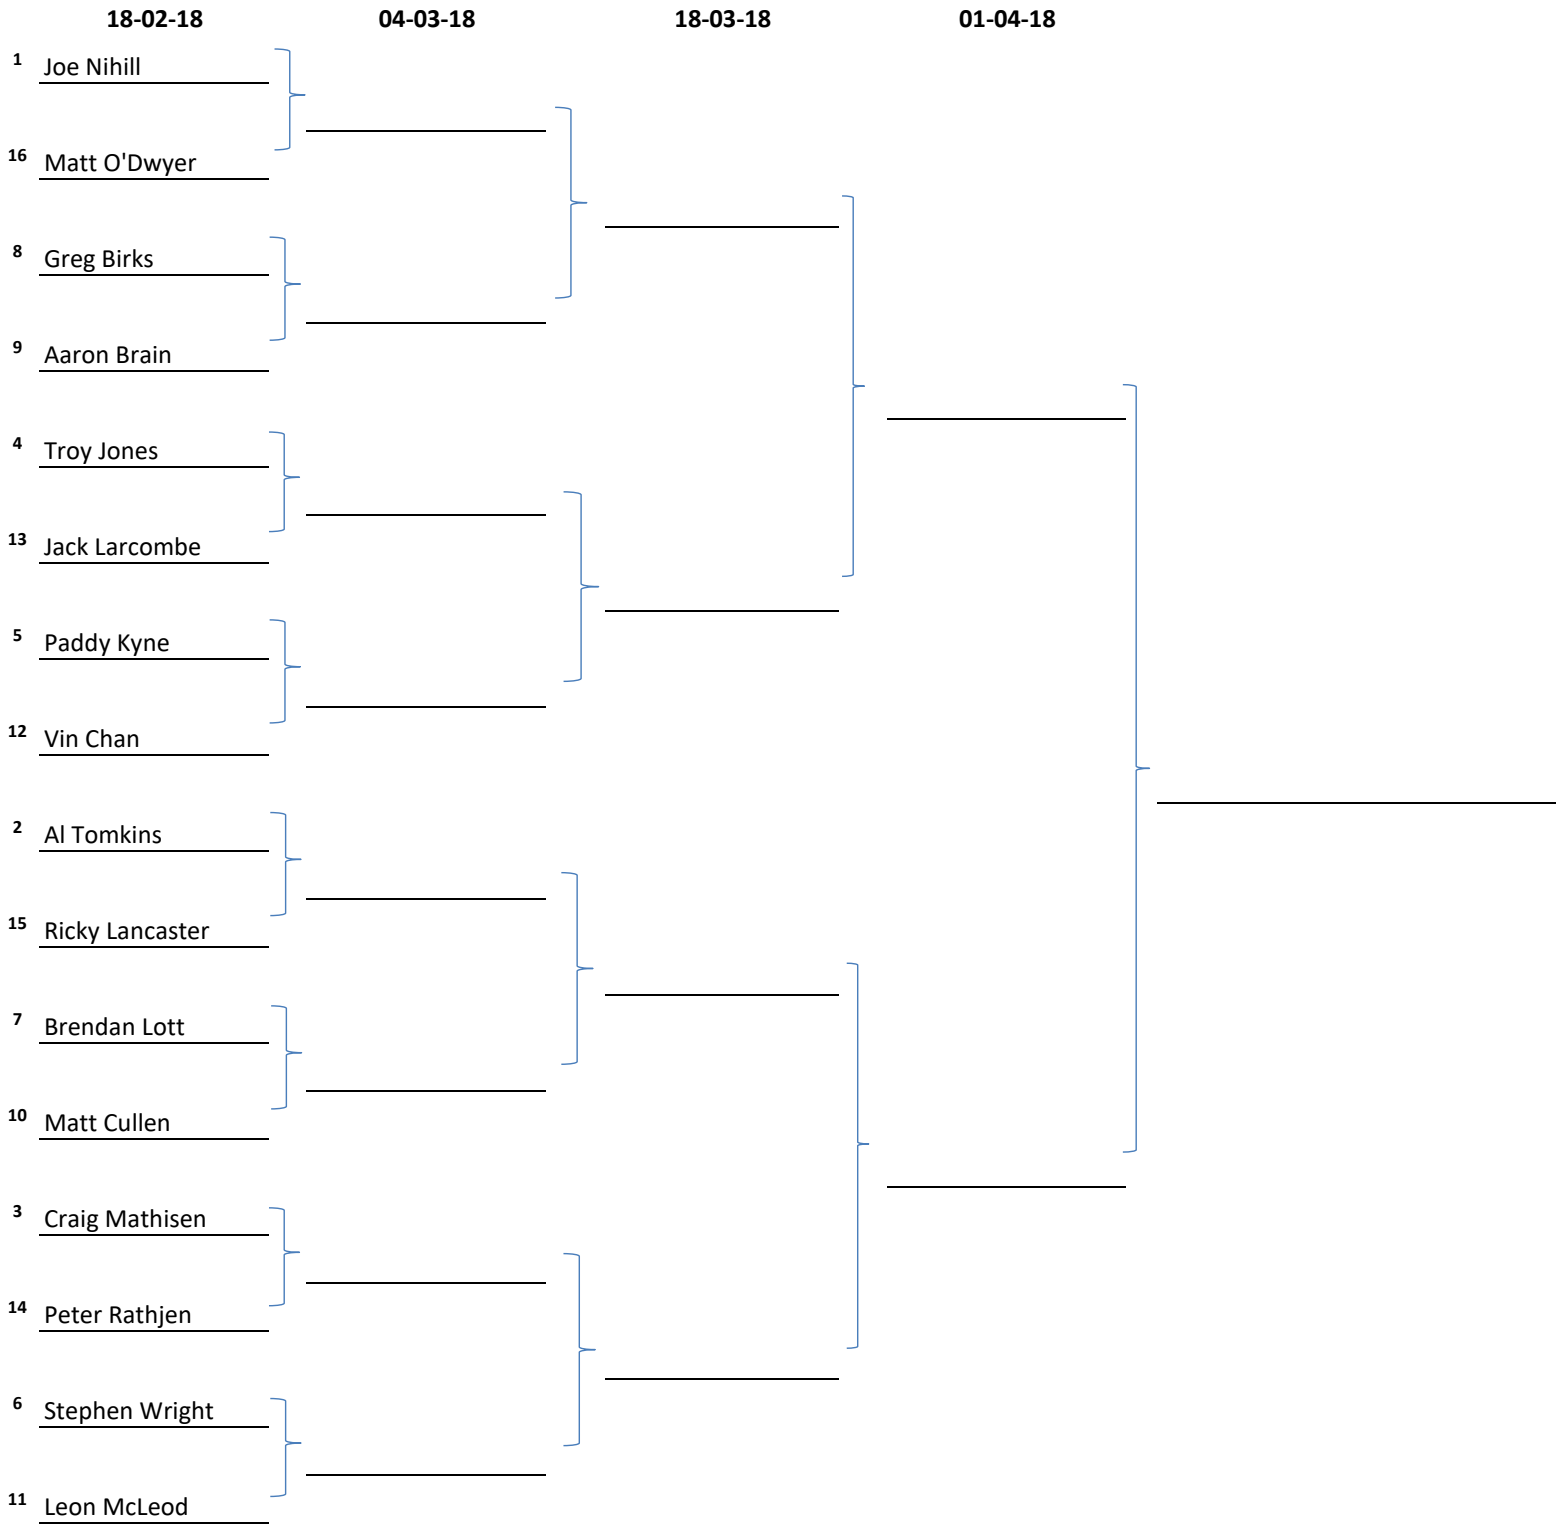 18-02-18 04-03-18 18-03-18 01-04-18
1 Joe Nihill
16 Matt O'Dwyer
8 Greg Birks
9 Aaron Brain
4 Troy Jones
13 Jack Larcombe
5 Paddy Kyne
12 Vin Chan
2 Al Tomkins
15 Ricky Lancaster
7 Brendan Lott
10 Matt Cullen
3 Craig Mathisen
14 Peter Rathjen
6 Stephen Wright
11 Leon McLeod